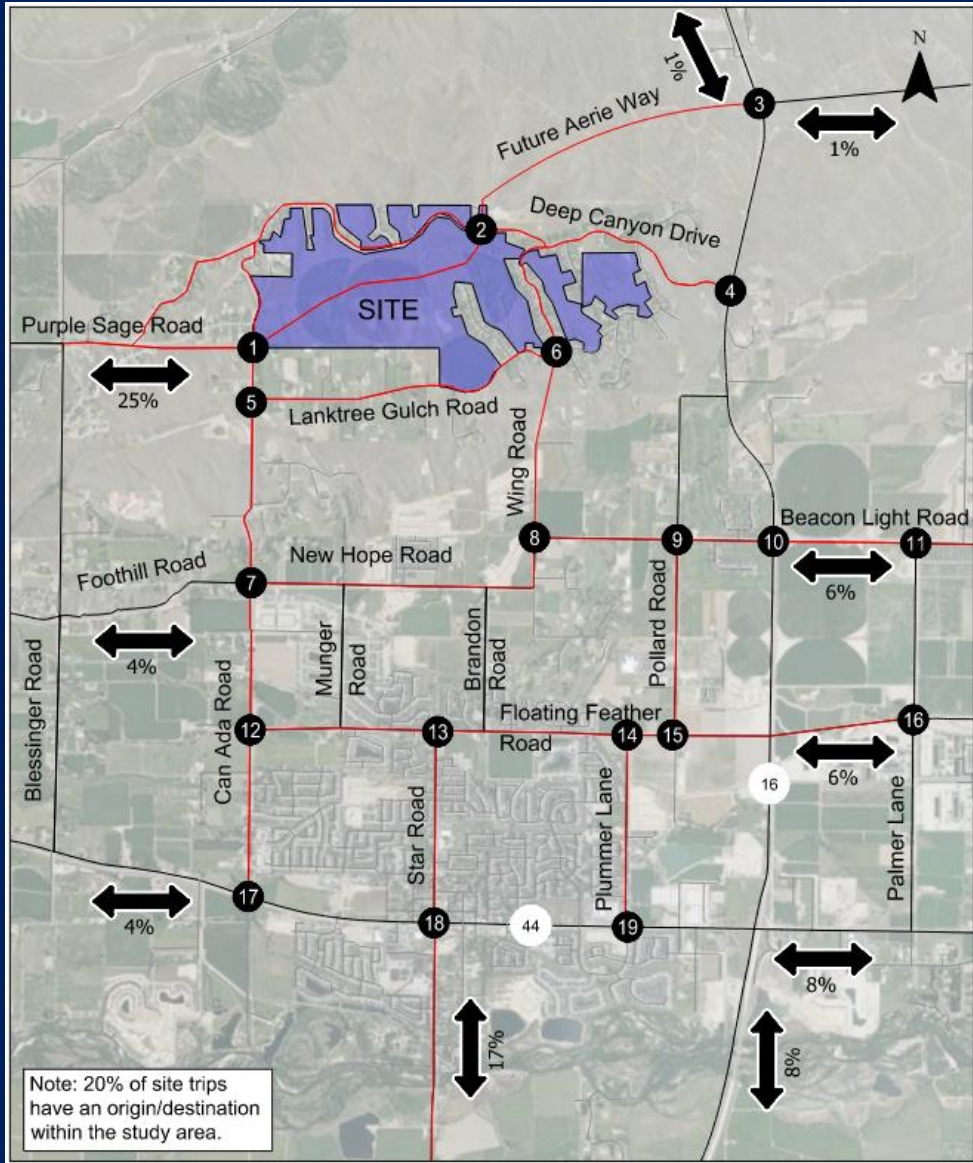 1%
N
3
Future Aerie Way
1%
2
Deep Canyon Drive
4
SITE
Purple Sage Road
1
6
25%
5
Lanktree Gulch Road
Wing Road
8
9
Beacon Light Road
10
11
6%
New Hope Road
Foothill Road
7
4%
Munger
Road
Brandon
Road
Pollard Road
Blessinger Road
Can Ada Road
12
13
Floating Feather
Road
14
15
16
6%
16
Star Road
Plummer Lane
Palmer Lane
17
4%
18
44
19
8%
17%
8%
Note: 20% of site trips
have an origin/destination
within the study area.